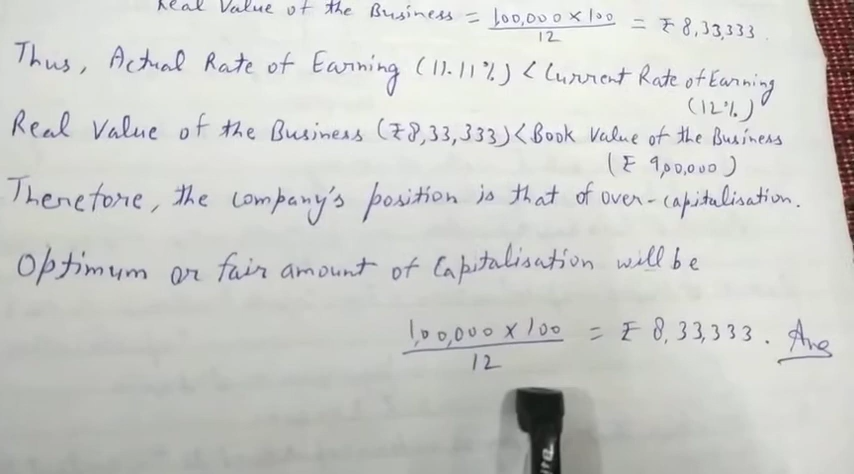 Real Value of the Business = 100,000 × 100 / 12 = ₹ 8,33,333.
Thus, Actual Rate of Earning (11.11%) < Current Rate of Earning
(12%)
Real Value of the Business (₹8,33,333) < Book Value of the Business
(₹ 9,00,000)
Therefore, the company's position is that of over-capitalisation.
Optimum or fair amount of Capitalisation will be
1,00,000 × 100 / 12 = ₹ 8,33,333. Ans